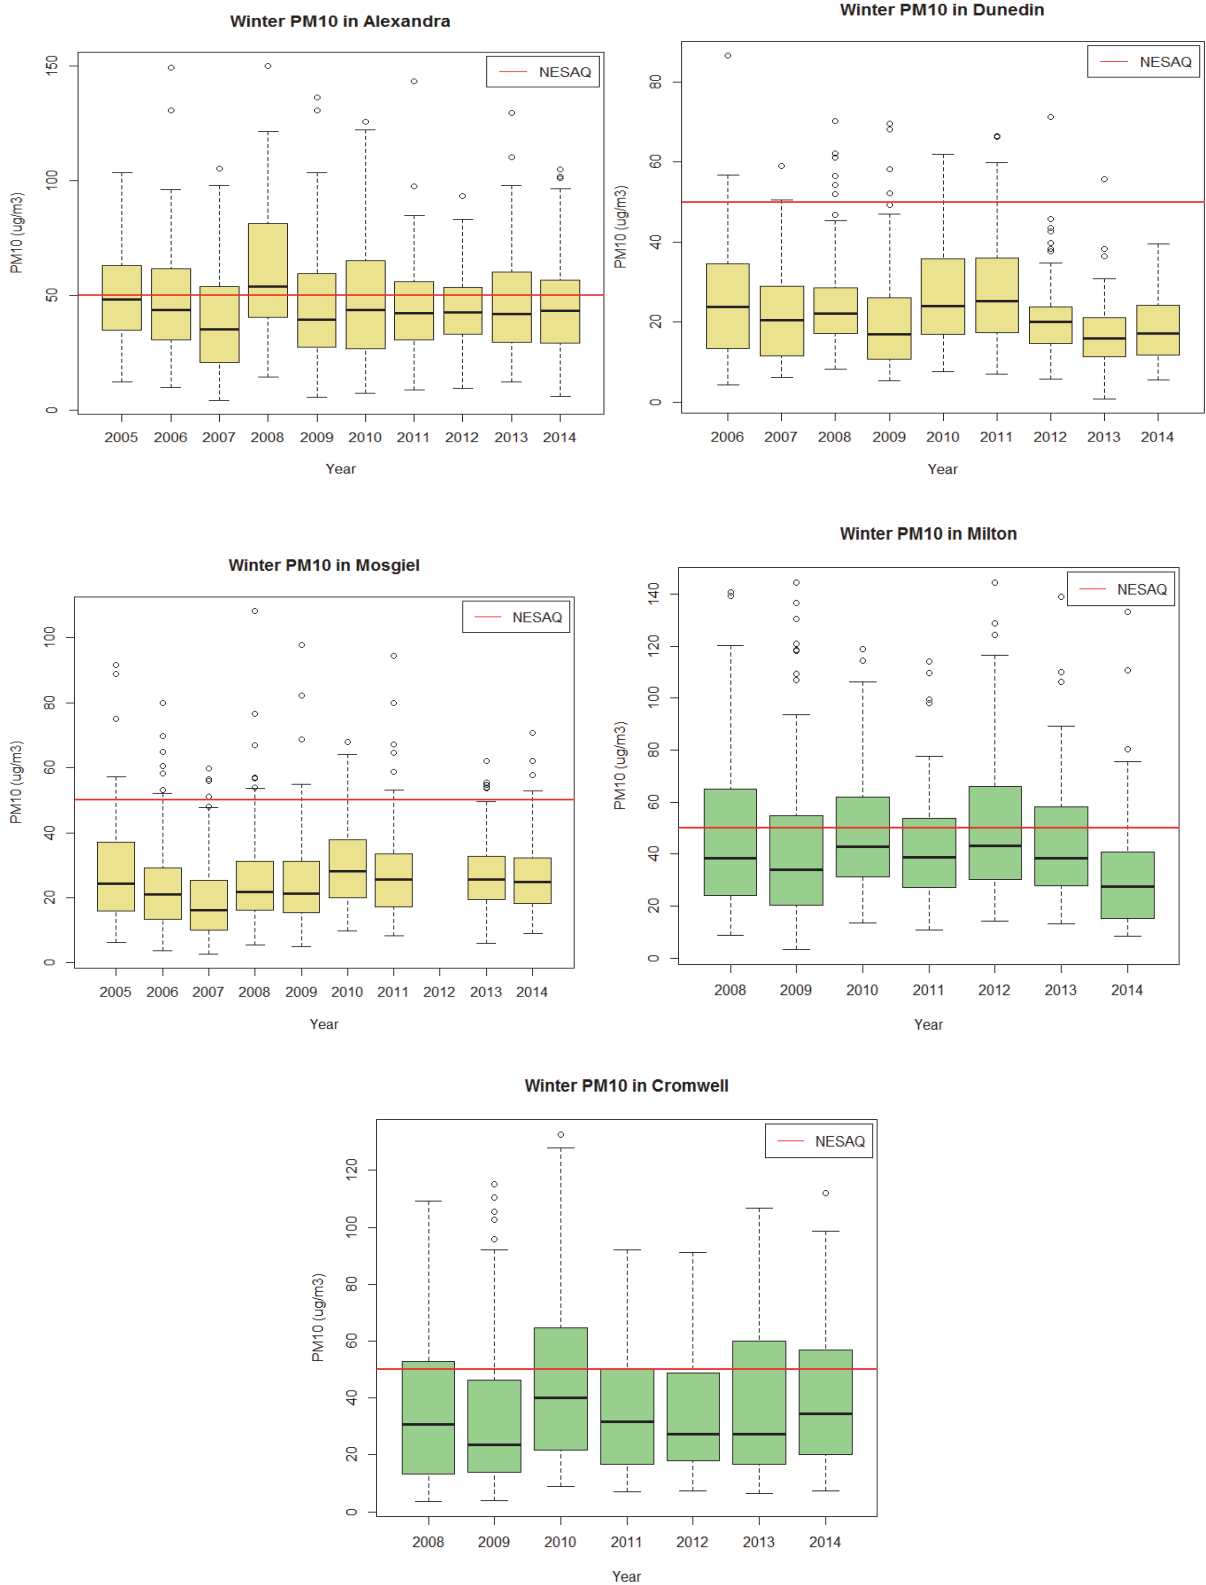 Winter PM10 in Alexandra
NESAQ
PM10 (ug/m3)
150
100
50
0
2005 2006 2007 2008 2009 2010 2011 2012 2013 2014
Year
Winter PM10 in Dunedin
NESAQ
PM10 (ug/m3)
80
60
40
20
0
2006 2007 2008 2009 2010 2011 2012 2013 2014
Year
Winter PM10 in Mosgiel
NESAQ
PM10 (ug/m3)
100
80
60
40
20
0
2005 2006 2007 2008 2009 2010 2011 2012 2013 2014
Year
Winter PM10 in Milton
NESAQ
PM10 (ug/m3)
140
120
100
80
60
40
20
0
2008 2009 2010 2011 2012 2013 2014
Year
Winter PM10 in Cromwell
NESAQ
PM10 (ug/m3)
120
100
80
60
40
20
0
2008 2009 2010 2011 2012 2013 2014
Year